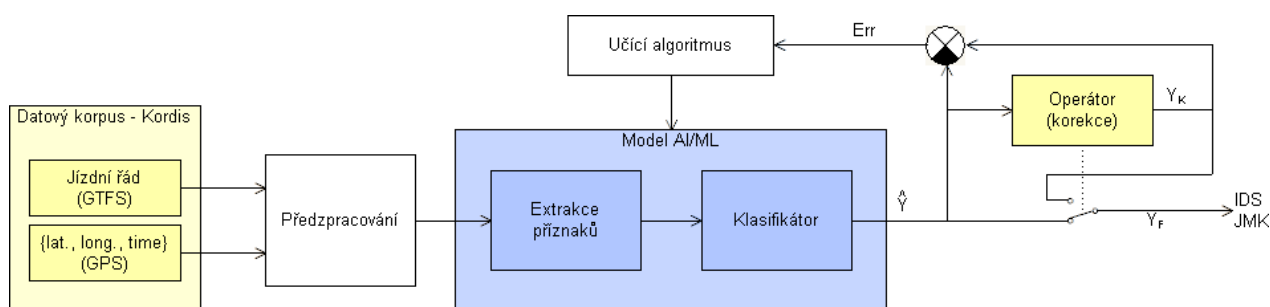 Datový korpus - Kordis
Jízdní řád
(GTFS)
{lat., long., time}
(GPS)
Předzpracování
Učící algoritmus
Model AI/ML
Extrakce
příznaků
Klasifikátor
Err
Ŷ
Operátor
(korekce)
Y_K
Y_F
IDS
JMK